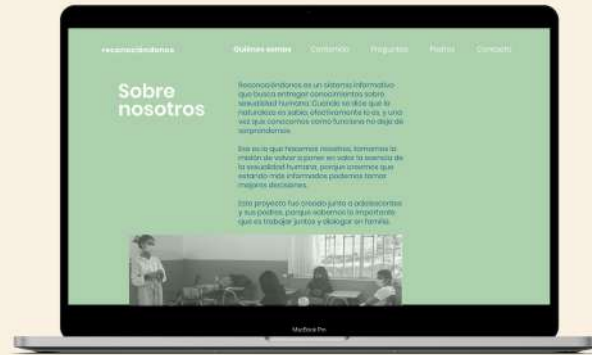 reconociéndonos
Quiénes somos Contenido Preguntas Padres Contacto
Sobre
nosotros
Reconociéndonos es un sistema informativo
que busca entregar conocimientos sobre
sexualidad humana. Cuando se dice que la
naturaleza es sabia, efectivamente lo es, y una
vez que conocemos como funciona no deja de
sorprendernos.
Eso es lo que hacemos nosotros, tomamos la
misión de volver a poner en valor la esencia de
la sexualidad humana, porque creemos que
estando más informados podemos tomar
mejores decisiones.
Este proyecto fue creado junto a adolescentes
y sus padres, porque sabemos lo importante
que es trabajar juntos y dialogar en familia.
MacBook Pro